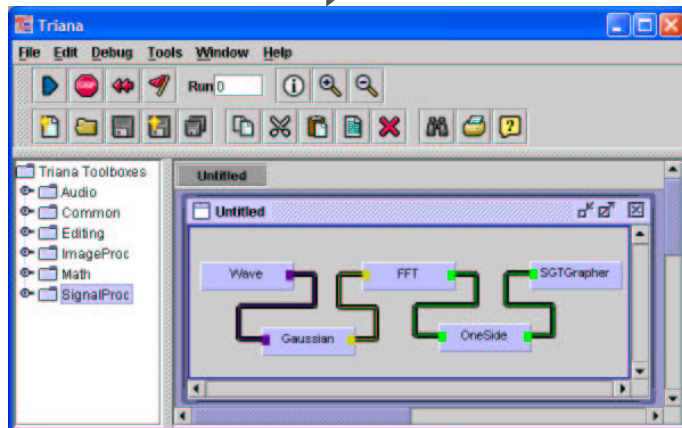 Triana
File Edit Debug Tools Window Help
STOP Run 0
Triana Toolboxes
Audio
Common
Editing
ImageProc
Math
SignalProc
Untitled
Untitled
Wave FFT SGTGrapher
Gaussian OneSide